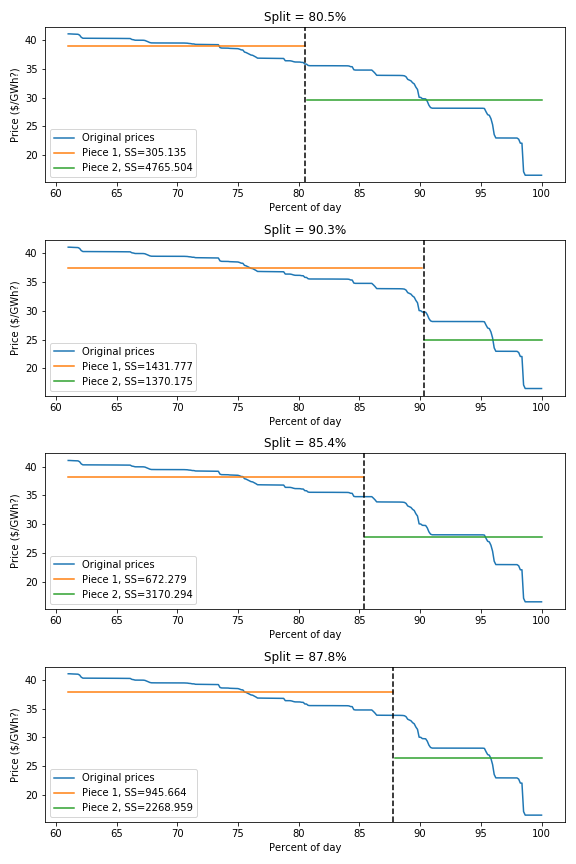 Split = 80.5%
Price ($/GWh?)
40
35
30
25
20
Original prices
Piece 1, SS=305.135
Piece 2, SS=4765.504
60 65 70 75 80 85 90 95 100
Percent of day
Split = 90.3%
Price ($/GWh?)
40
35
30
25
20
Original prices
Piece 1, SS=1431.777
Piece 2, SS=1370.175
60 65 70 75 80 85 90 95 100
Percent of day
Split = 85.4%
Price ($/GWh?)
40
35
30
25
20
Original prices
Piece 1, SS=672.279
Piece 2, SS=3170.294
60 65 70 75 80 85 90 95 100
Percent of day
Split = 87.8%
Price ($/GWh?)
40
35
30
25
20
Original prices
Piece 1, SS=945.664
Piece 2, SS=2268.959
60 65 70 75 80 85 90 95 100
Percent of day